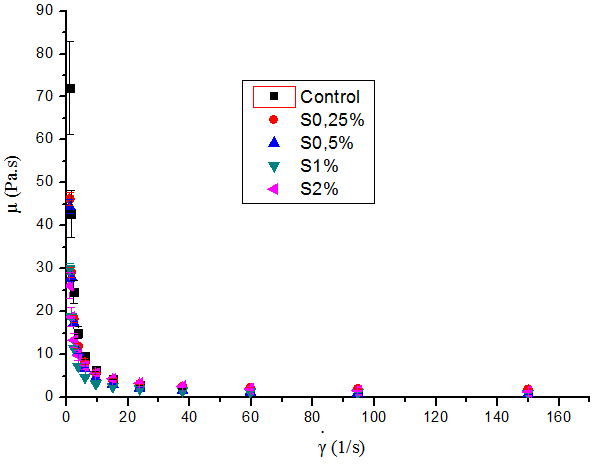 90
80
70
60
50
40
30
20
10
0
μ (Pa.s)
Control
S0,25%
S0,5%
S1%
S2%
0 20 40 60 80 100 120 140 160
γ̇ (1/s)